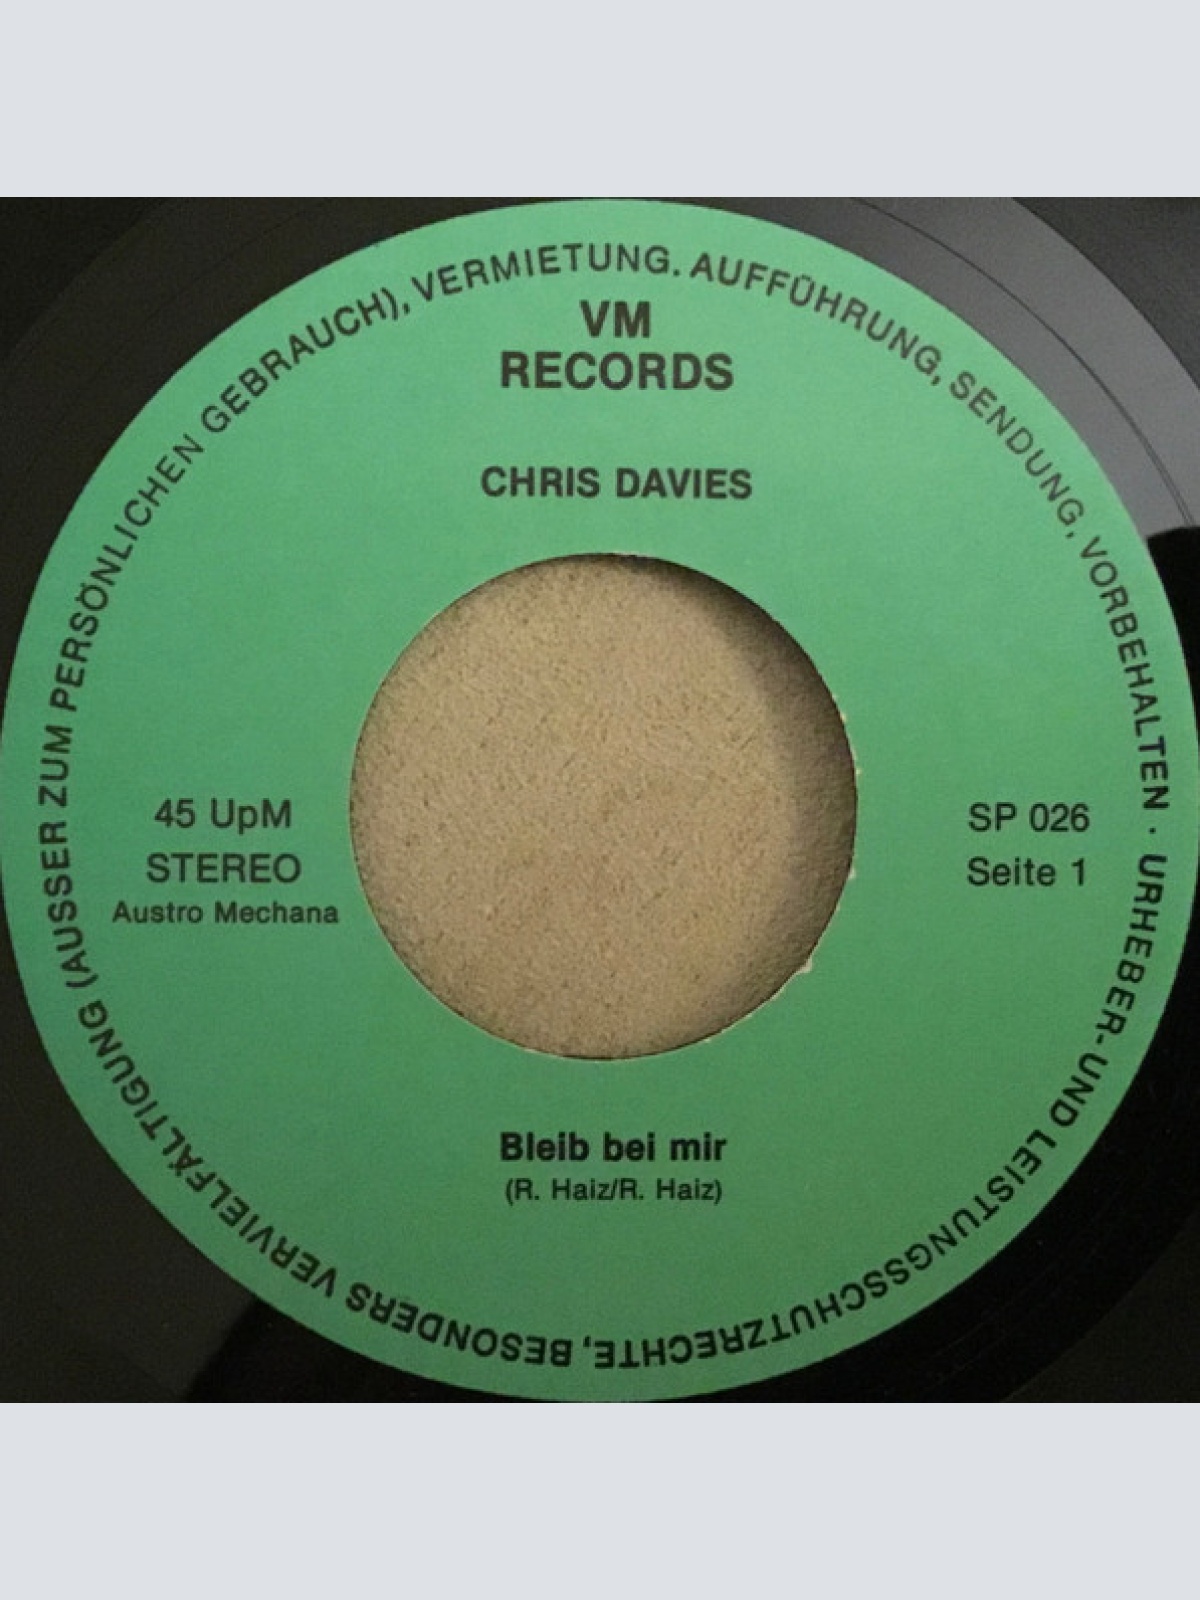 URHEBER- UND LEISTUNGSSCHUTZRECHTE, BESONDERS VERVIELFÄLTIGUNG (AUSSER ZUM PERSÖNLICHEN GEBRAUCH), VERMIETUNG. AUFFÜHRUNG, SENDUNG, VORBEHALTEN ·
VM
RECORDS
CHRIS DAVIES
45 UpM
STEREO
Austro Mechana
SP 026
Seite 1
Bleib bei mir
(R. Haiz/R. Haiz)